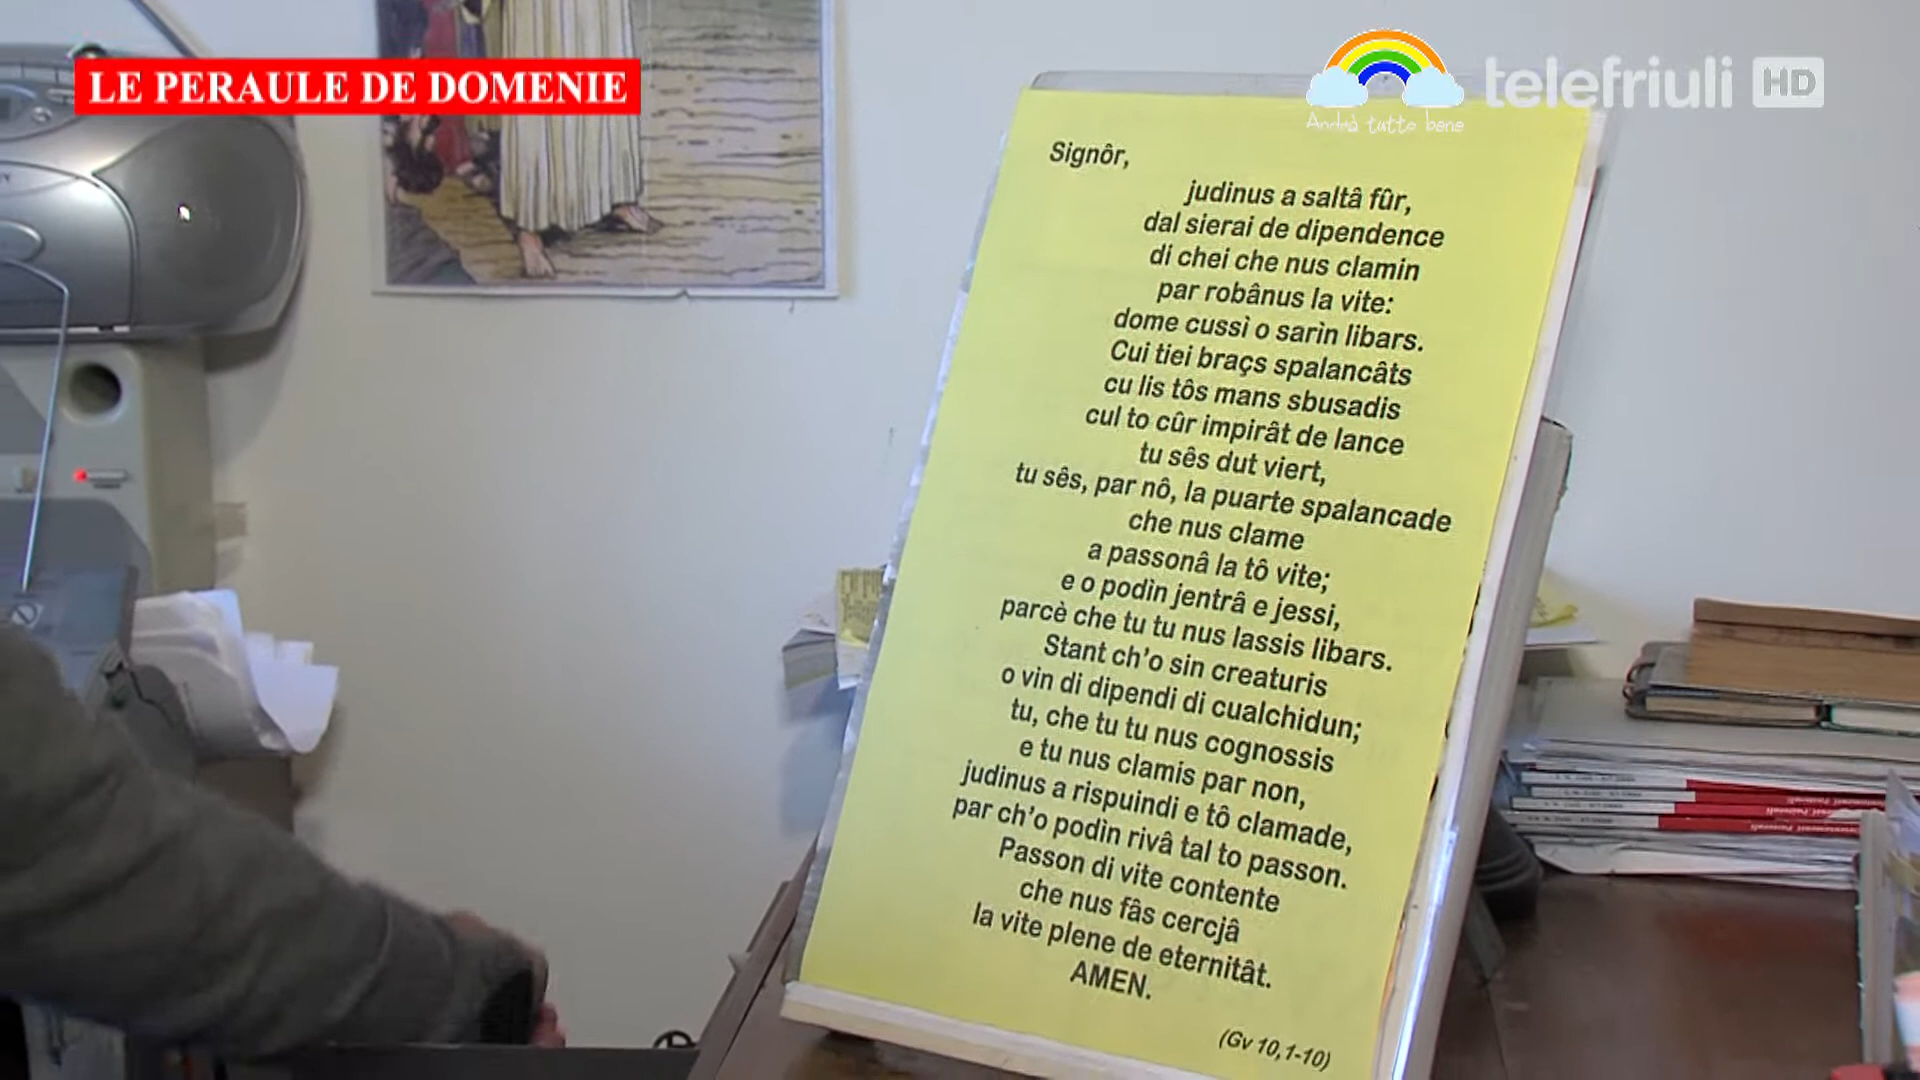 LE PERAULE DE DOMENIE
Andrà tutto bene
telefriuli HD
Signôr,
judinus a saltâ fûr,
dal sierai de dipendence
di chei che nus clamin
par robânus la vite:
dome cussì o sarìn libars.
Cui tiei braçs spalancâts
cu lis tôs mans sbusadis
cul to cûr impirât de lance
tu sês dut viert,
tu sês, par nô, la puarte spalancade
che nus clame
a passonâ la tô vite;
e o podìn jentrâ e jessi,
parcè che tu tu nus lassis libars.
Stant ch'o sin creaturis
o vin di dipendi di cualchidun;
tu, che tu tu nus cognossis
e tu nus clamis par non,
judinus a rispuindi e tô clamade,
par ch'o podìn rivâ tal to passon.
Passon di vite contente
che nus fâs cercjâ
la vite plene de eternitât.
AMEN.
(Gv 10,1-10)